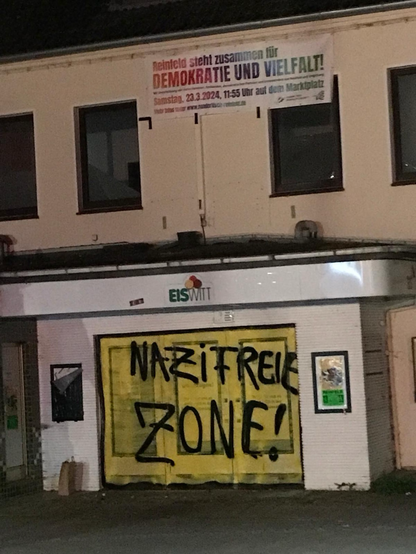 Reinfeld steht zusammen für
DEMOKRATIE UND VIELFALT!
Samstag, 23.3.2024, 11:55 Uhr auf dem Marktplatz
EISWITT
NAZIFREIE
ZONE!